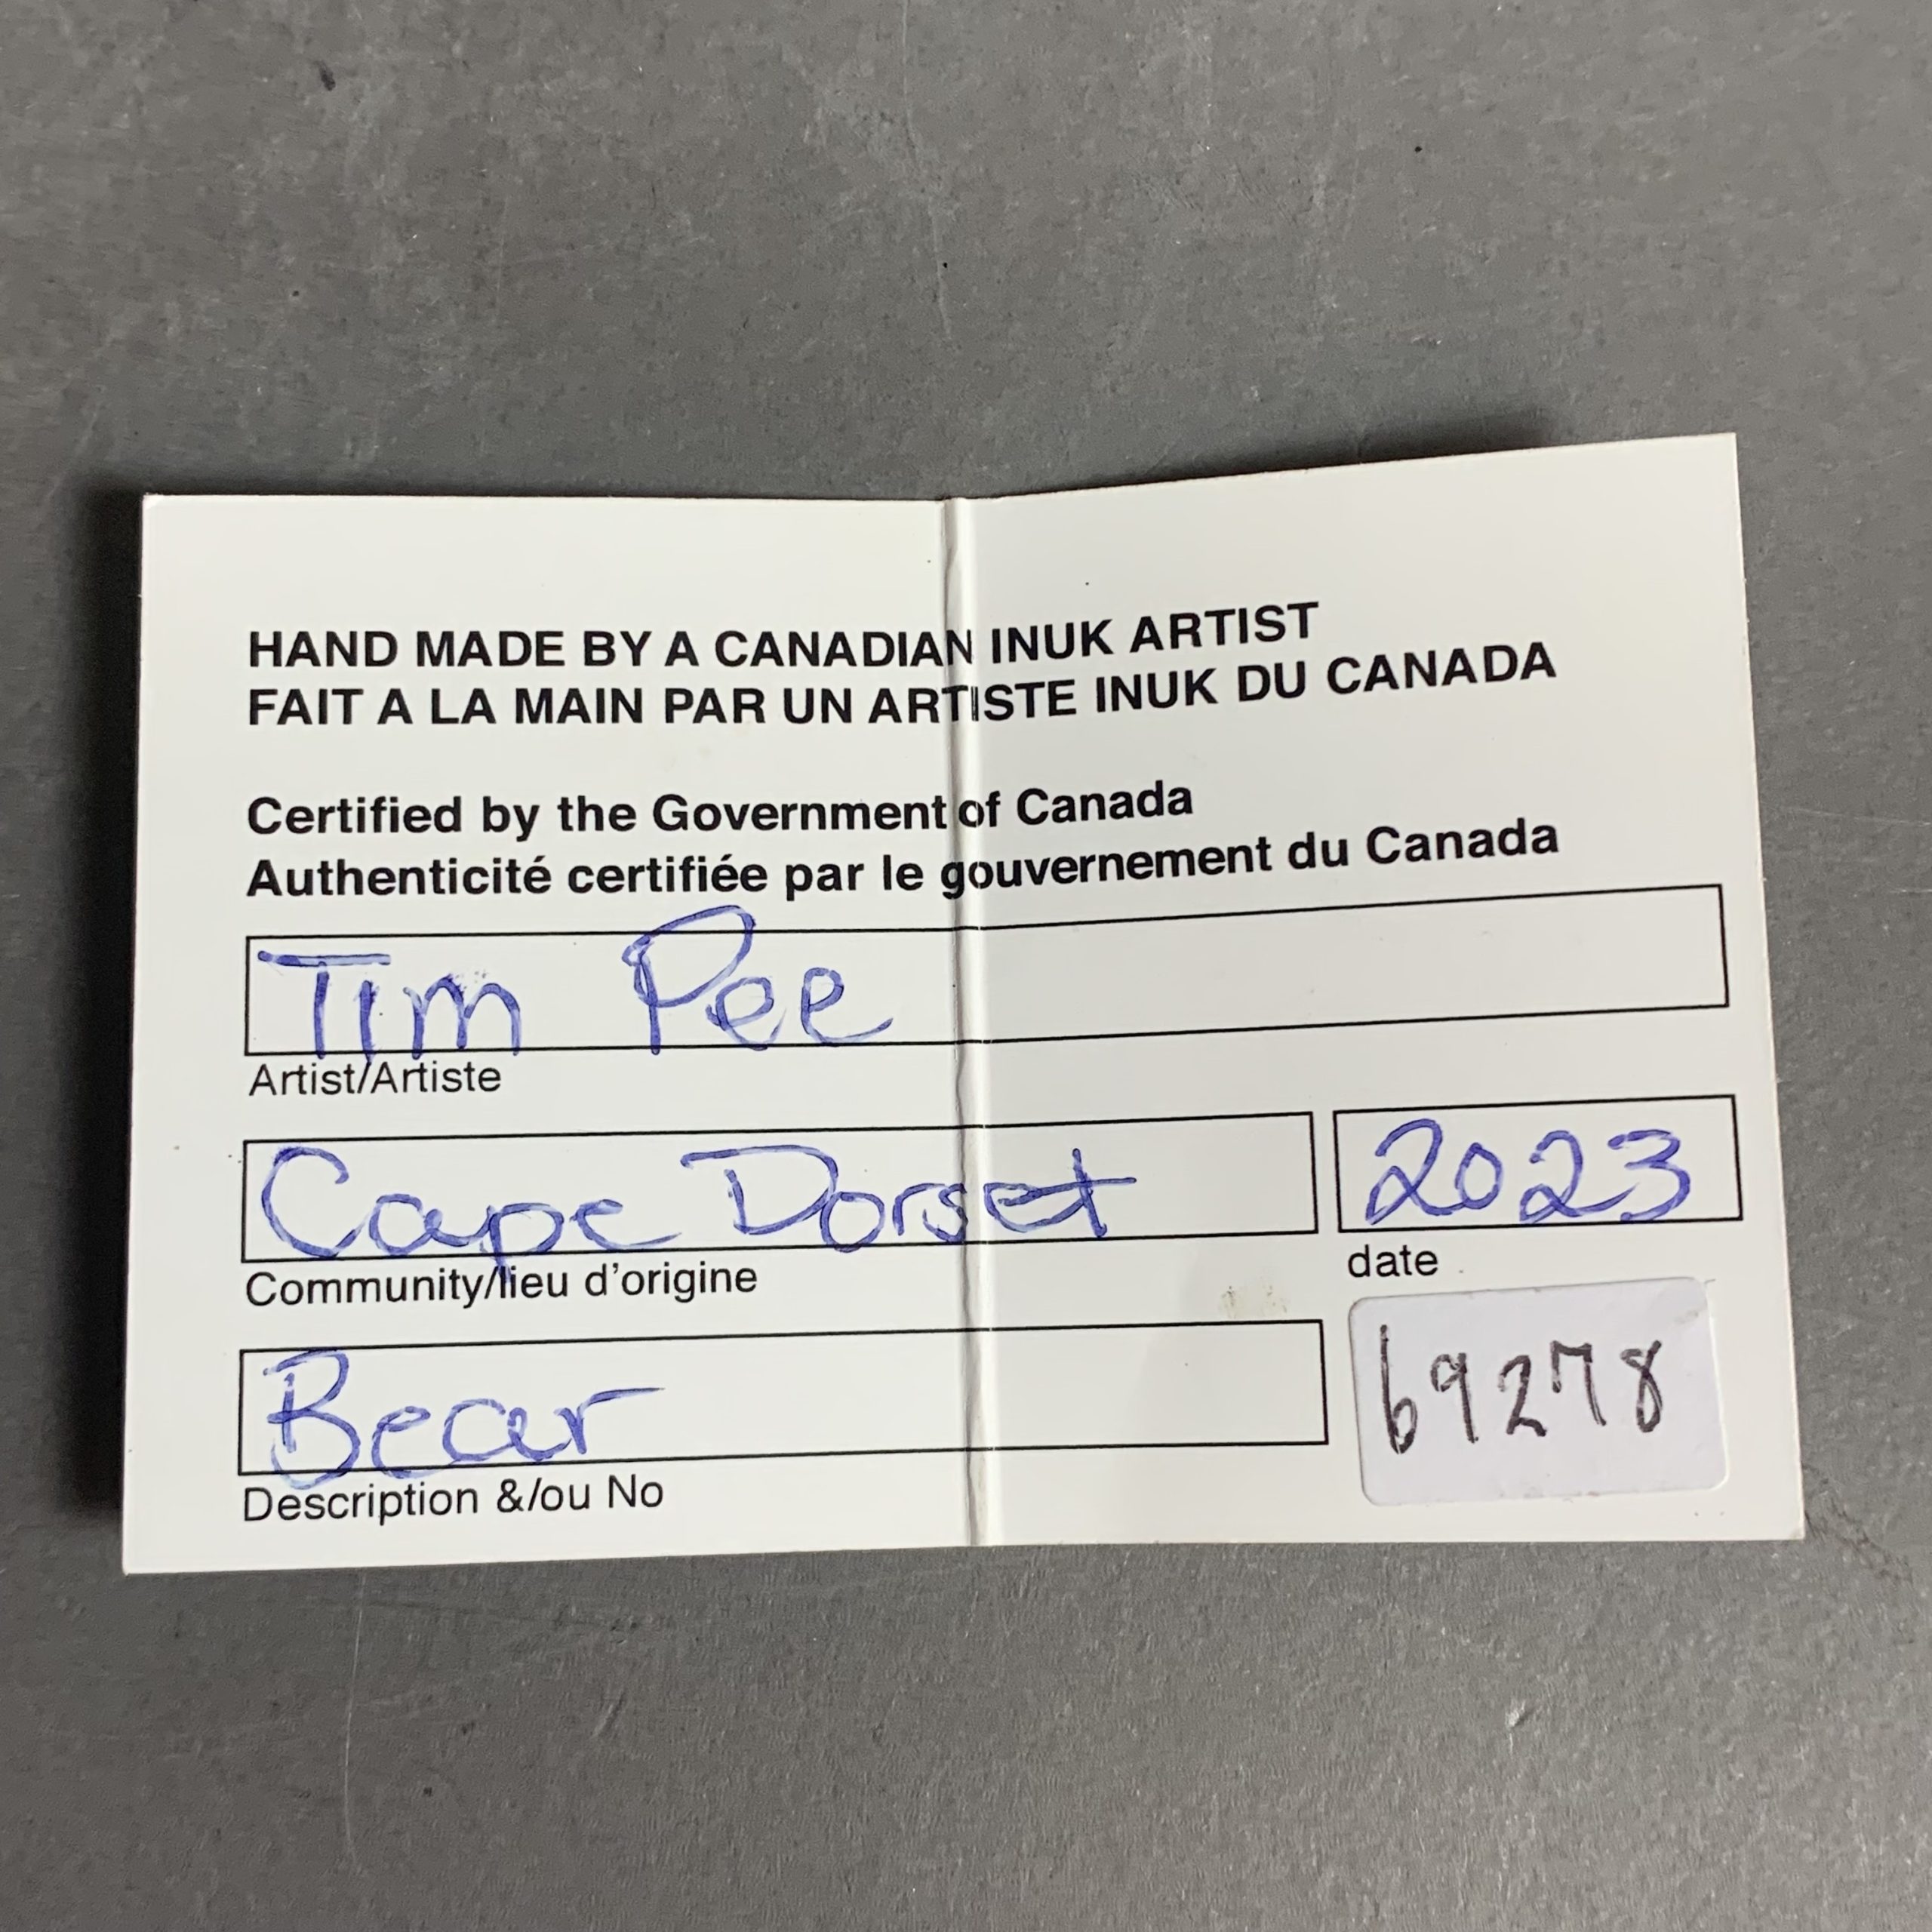 HAND MADE BY A CANADIAN INUK ARTIST
FAIT A LA MAIN PAR UN ARTISTE INUK DU CANADA
Certified by the Government of Canada
Authenticité certifiée par le gouvernement du Canada
Tim Pee
Artist/Artiste
Cape Dorset
2023
Community/lieu d'origine
date
Bear
69278
Description &/ou No